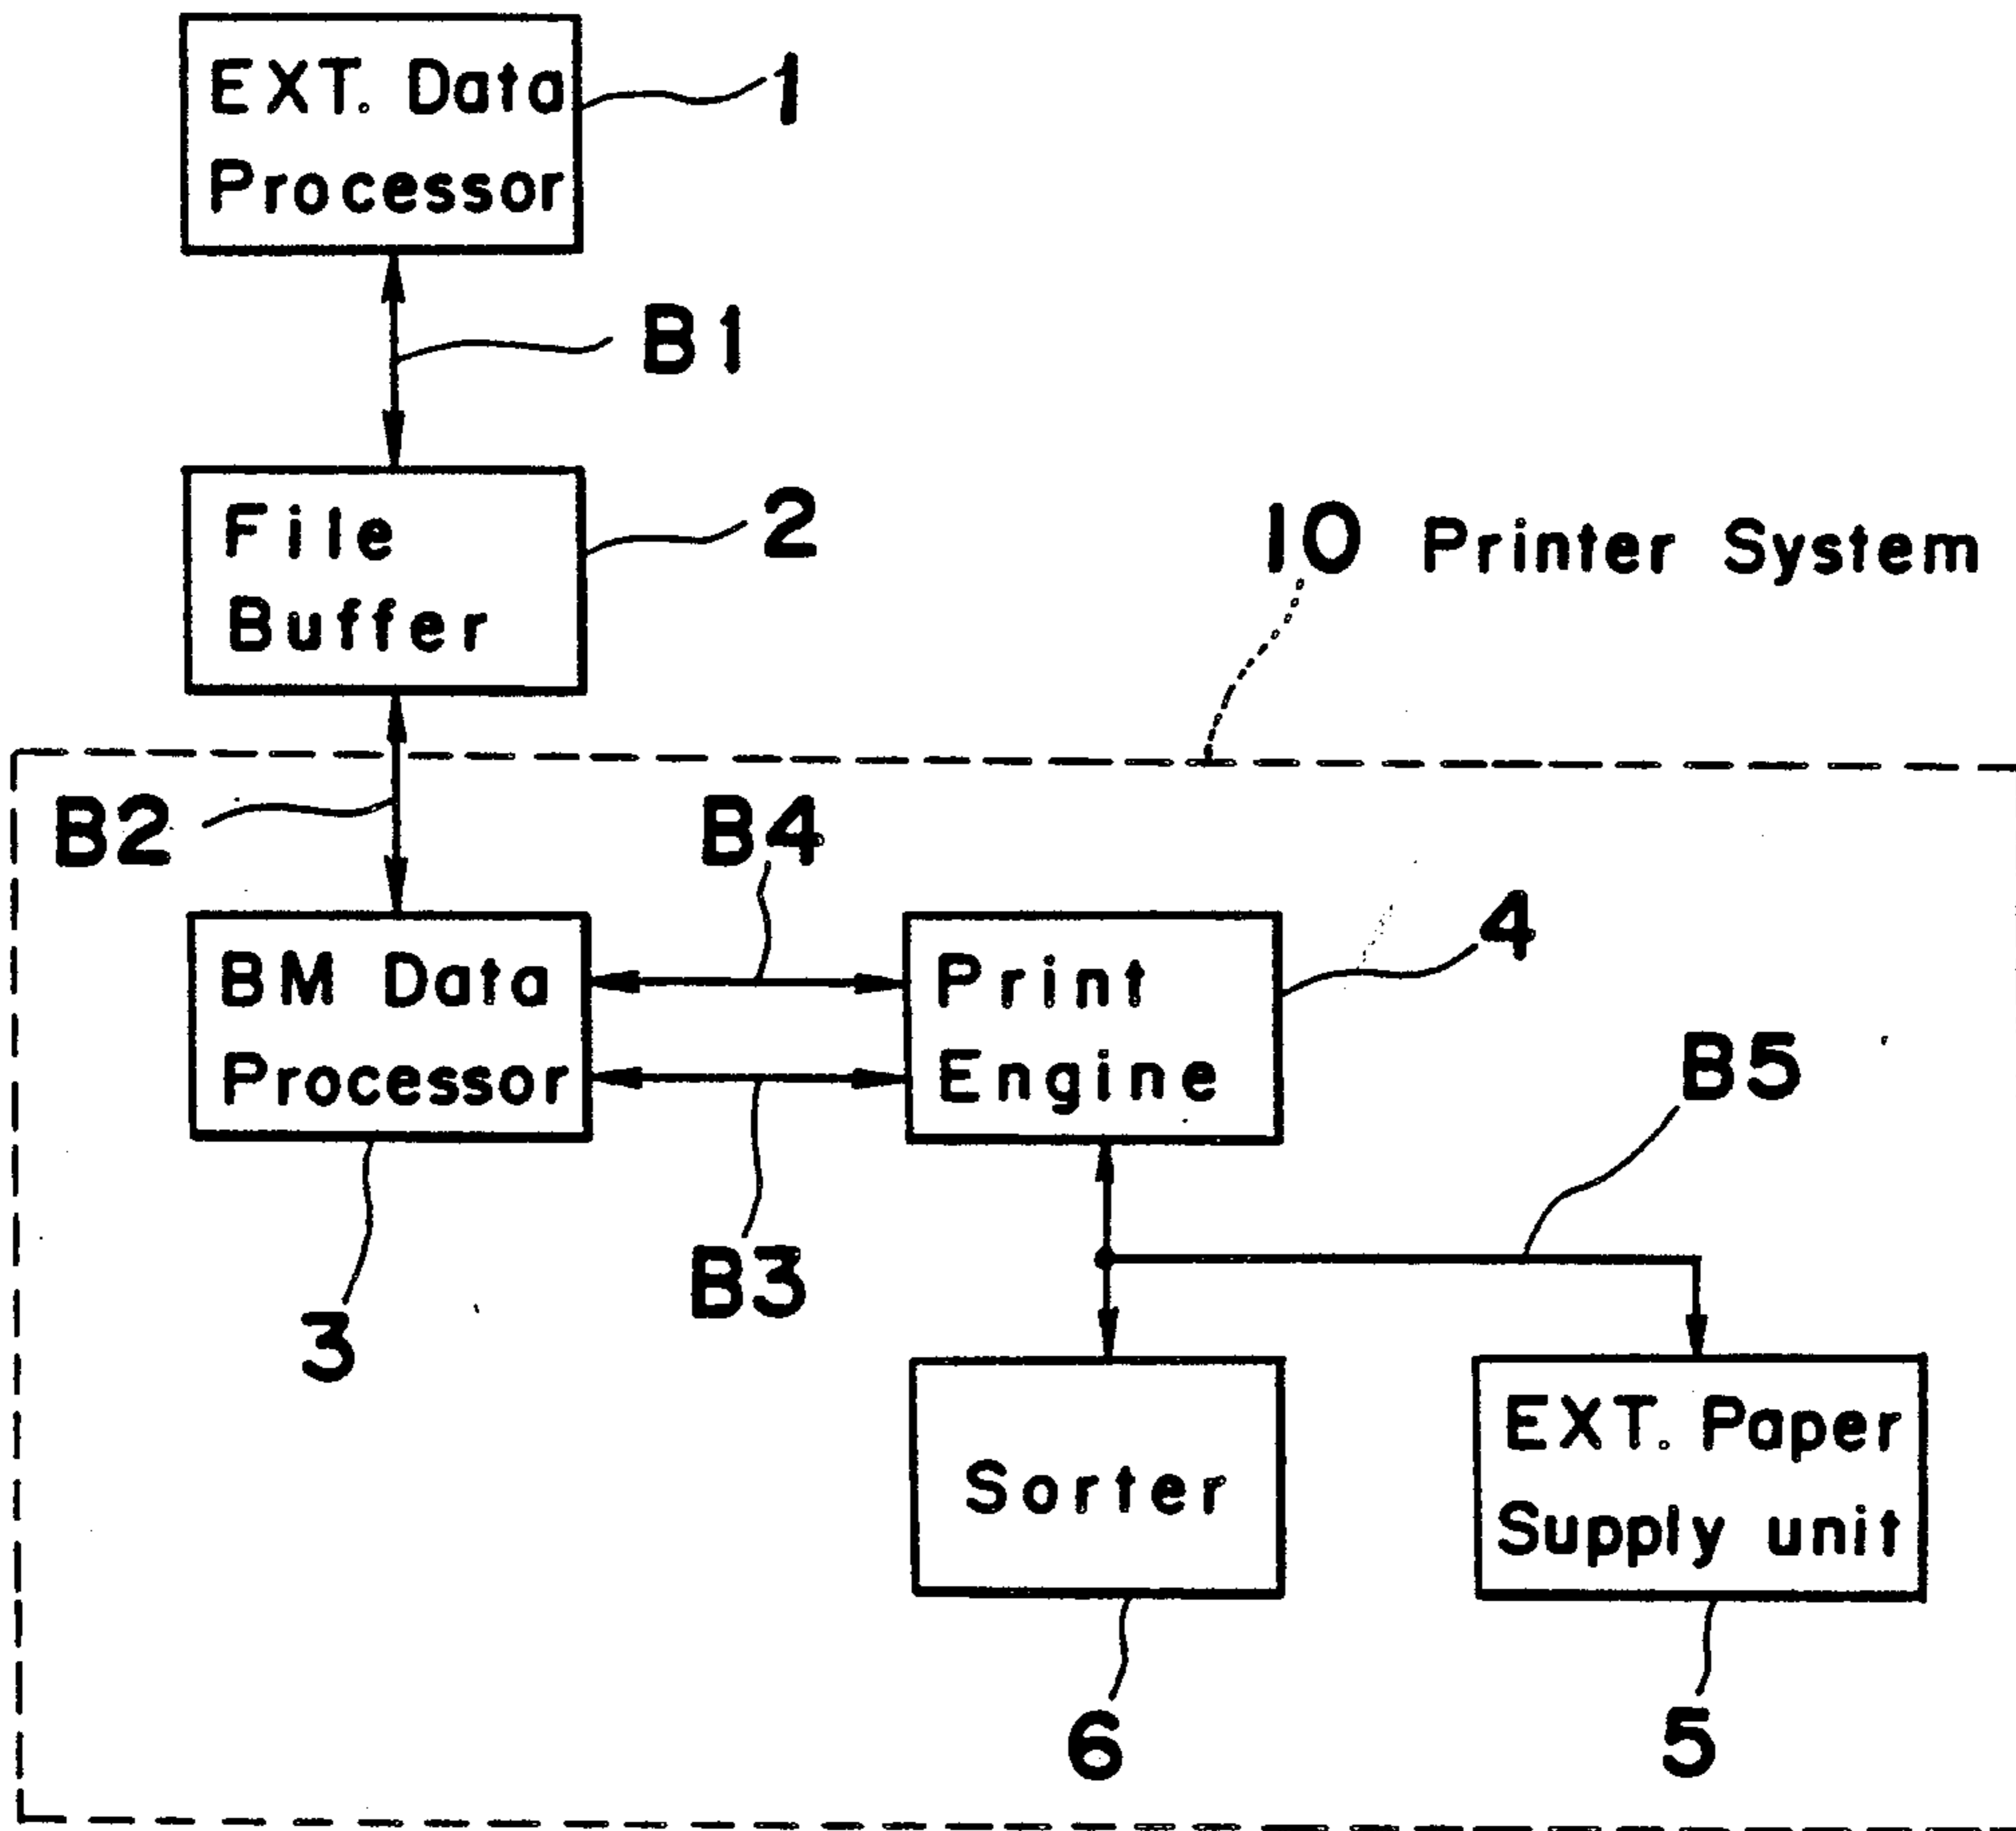 EXT. Data
Processor
1
B1
File
Buffer
2
10 Printer System
B2
B4
BM Data
Processor
Print
Engine
4
B5
3
B3
Sorter
EXT. Paper
Supply unit
6
5